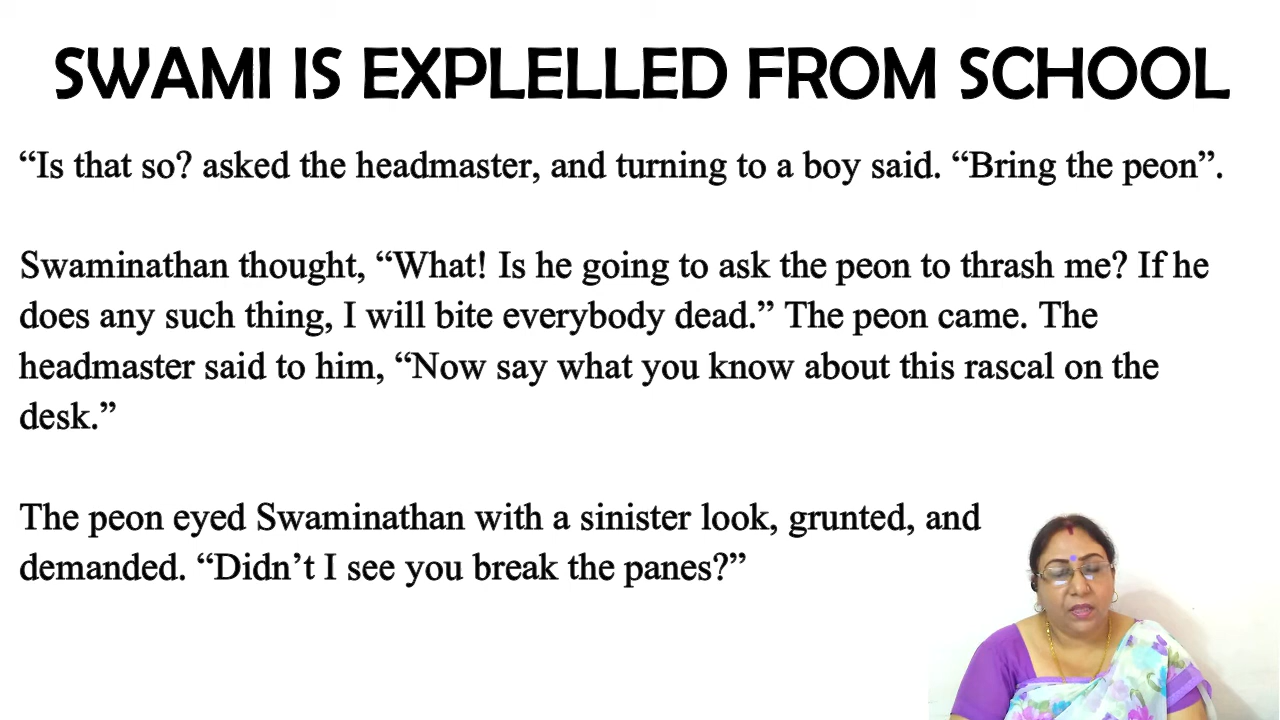 SWAMI IS EXPLELLED FROM SCHOOL
“Is that so? asked the headmaster, and turning to a boy said. “Bring the peon”.
Swaminathan thought, “What! Is he going to ask the peon to thrash me? If he
does any such thing, I will bite everybody dead.” The peon came. The
headmaster said to him, “Now say what you know about this rascal on the
desk.”
The peon eyed Swaminathan with a sinister look, grunted, and
demanded. “Didn’t I see you break the panes?”